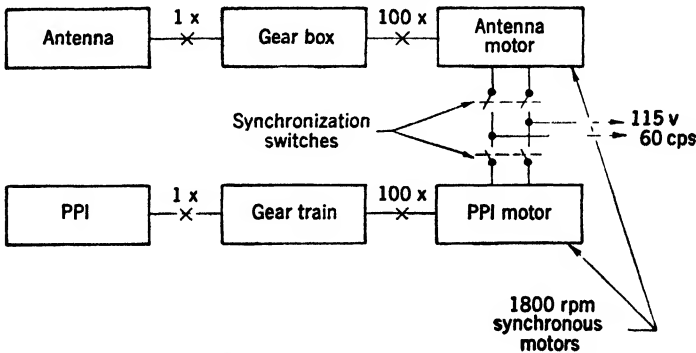 1 x
100 x
Antenna
Gear box
Antenna
motor
Synchronization
switches
115 v
60 cps
1 x
100 x
PPI
Gear train
PPI motor
1800 rpm
synchronous
motors